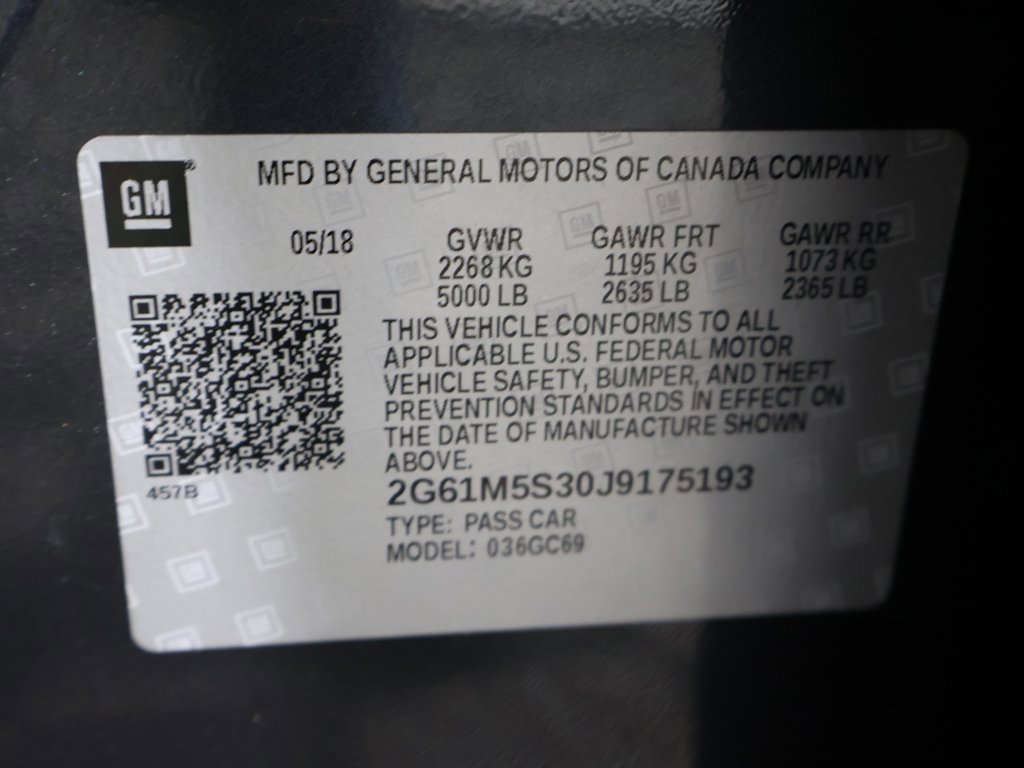 GM
MFD BY GENERAL MOTORS OF CANADA COMPANY
05/18 GVWR GAWR FRT GAWR RR
2268 KG 1195 KG 1073 KG
5000 LB 2635 LB 2365 LB
THIS VEHICLE CONFORMS TO ALL
APPLICABLE U.S. FEDERAL MOTOR
VEHICLE SAFETY, BUMPER, AND THEFT
PREVENTION STANDARDS IN EFFECT ON
THE DATE OF MANUFACTURE SHOWN
ABOVE.
457B
2G61M5S30J9175193
TYPE: PASS CAR
MODEL: 036GC69